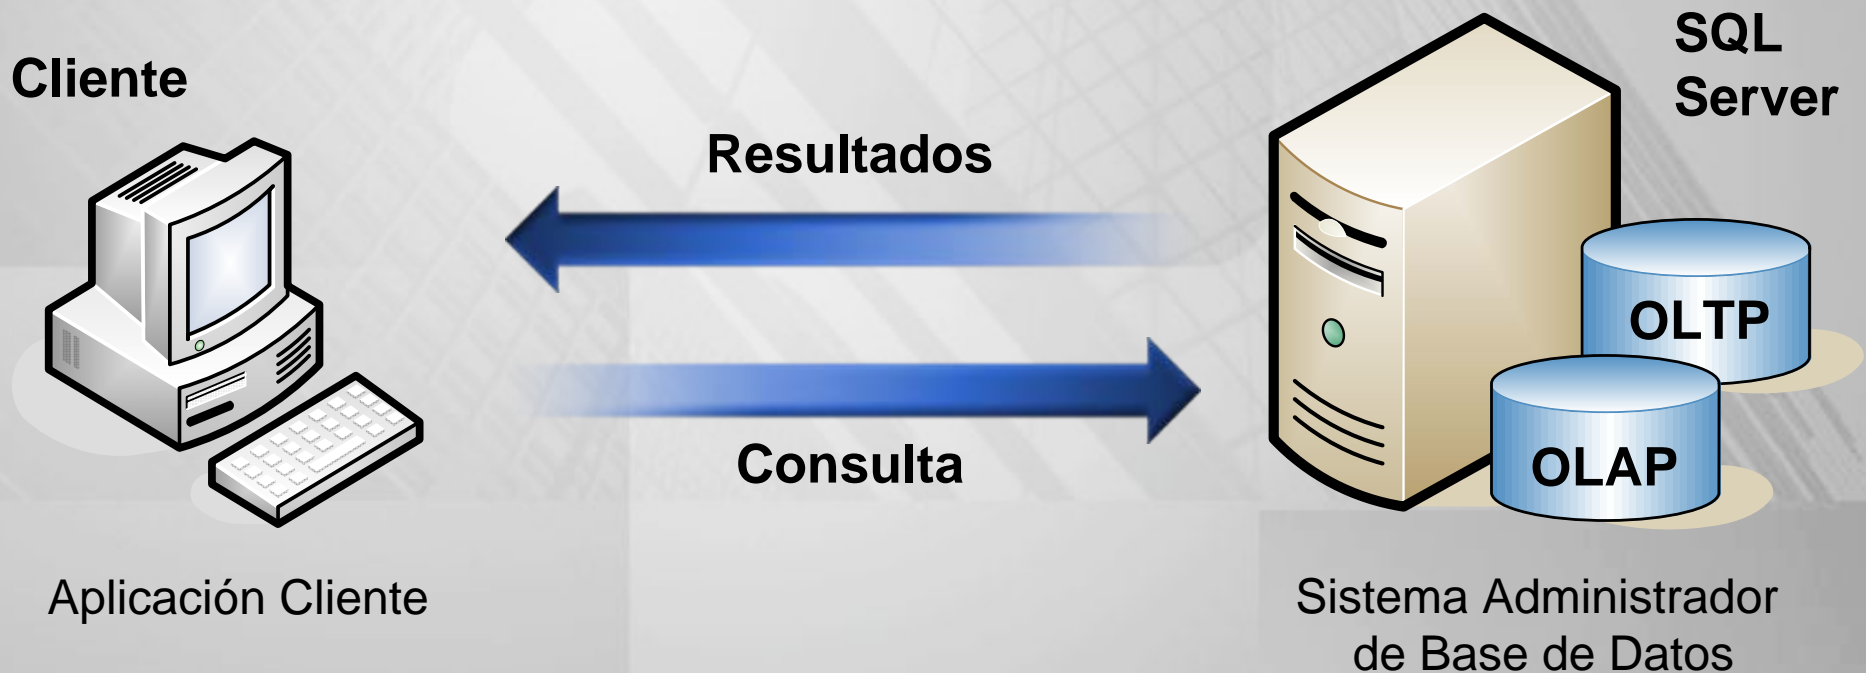 Cliente
SQL
Server
Resultados
OLTP
Consulta
OLAP
Aplicación Cliente
Sistema Administrador
de Base de Datos